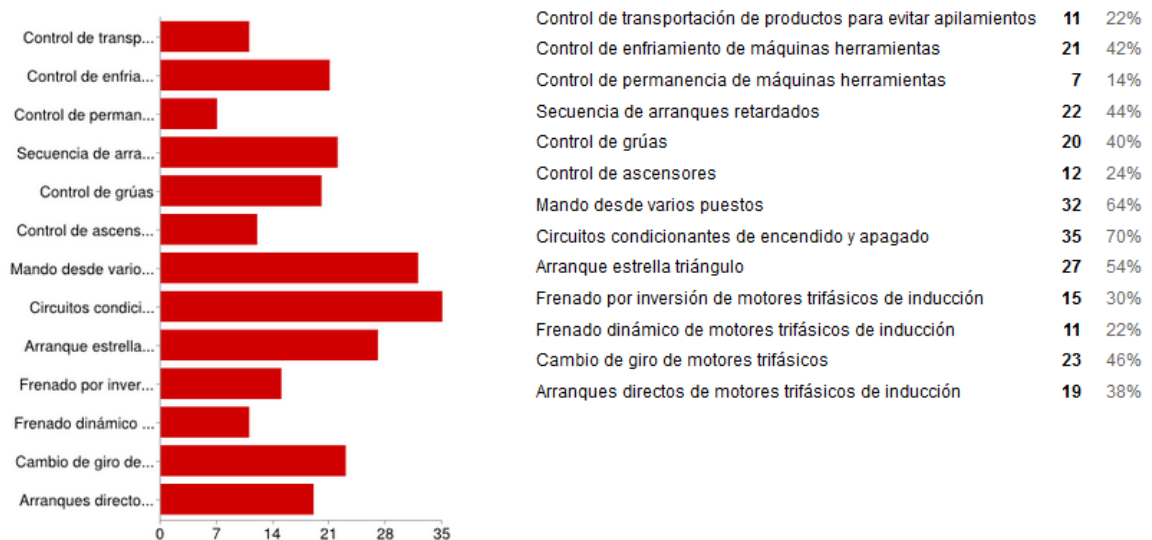 Control de transp...
Control de enfria...
Control de perman...
Secuencia de arra...
Control de grúas
Control de ascens...
Mando desde vario...
Circuitos condici...
Arranque estrella...
Frenado por inver...
Frenado dinámico ...
Cambio de giro de...
Arranques directo...
0 7 14 21 28 35
Control de transportación de productos para evitar apilamientos 11 22%
Control de enfriamiento de máquinas herramientas 21 42%
Control de permanencia de máquinas herramientas 7 14%
Secuencia de arranques retardados 22 44%
Control de grúas 20 40%
Control de ascensores 12 24%
Mando desde varios puestos 32 64%
Circuitos condicionantes de encendido y apagado 35 70%
Arranque estrella triángulo 27 54%
Frenado por inversión de motores trifásicos de inducción 15 30%
Frenado dinámico de motores trifásicos de inducción 11 22%
Cambio de giro de motores trifásicos 23 46%
Arranques directos de motores trifásicos de inducción 19 38%